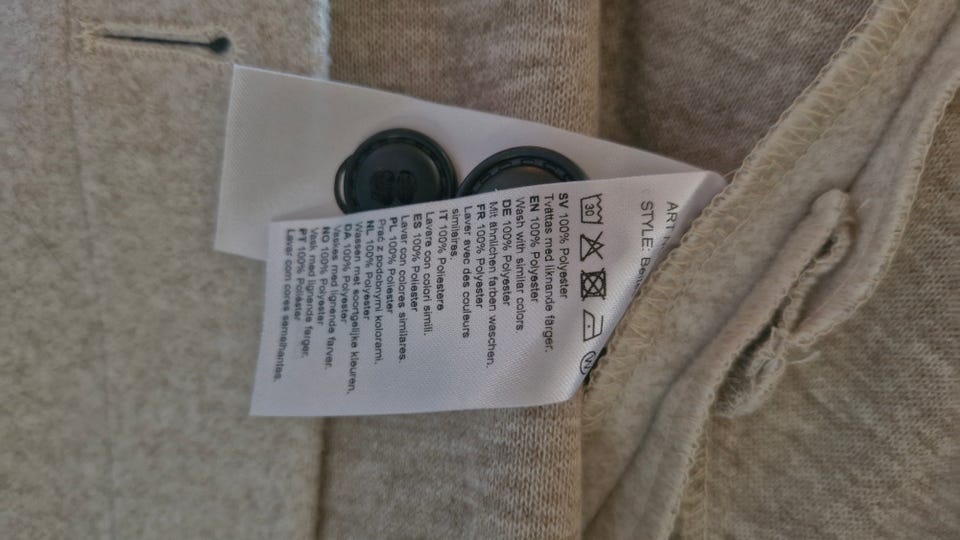 ART
STYLE:
30
W
SV 100% Polyester
Tvättas med liknande färger.
EN 100% Polyester
Wash with similar colors.
DE 100% Polyester
Mit ähnlichen farben waschen.
FR 100% Polyester
Laver avec des couleurs
similaires.
IT 100% Poliestere
Lavare con colori simili.
ES 100% Poliester
Lavar con colores similares.
PL 100% Poliester
Prać z podobnymi kolorami.
NL 100% Polyester
Wassen met soortgelijke kleuren.
DA 100% Polyester
Vaskes med lignende farver.
NO 100% Polyester
Vask med lignende farger.
PT 100% Poliéster
Lavar com cores semelhantes.